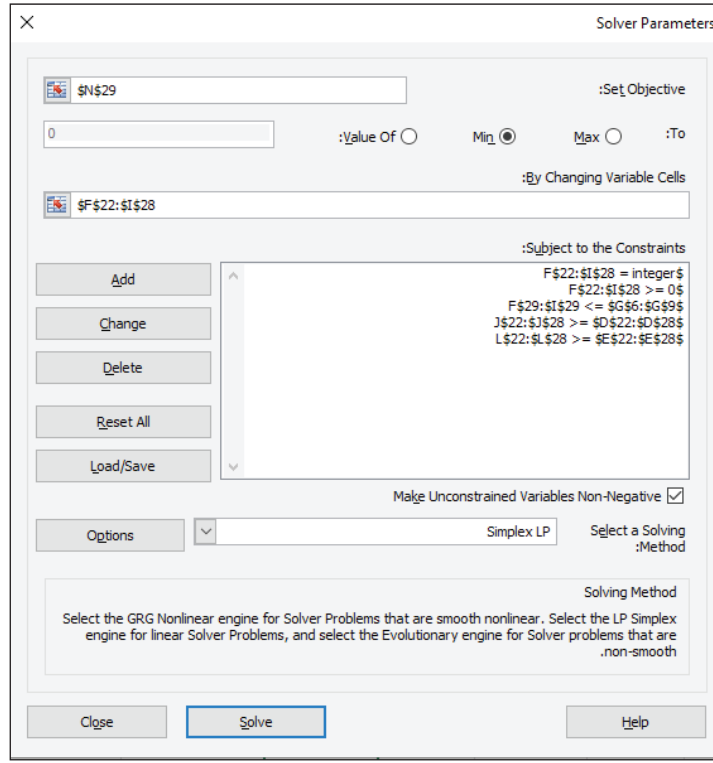 Solver Parameters
:Set Objective
$N$29
:To
Max
Min
:Value Of
0
:By Changing Variable Cells
$F$22:$I$28
:Subject to the Constraints
F$22:$I$28 = integer$
F$22:$I$28 >= 0$
F$29:$I$29 <= $G$6:$G$9$
J$22:$J$28 >= $D$22:$D$28$
L$22:$L$28 >= $E$22:$E$28$
Add
Change
Delete
Reset All
Load/Save
Make Unconstrained Variables Non-Negative
Select a Solving
:Method
Simplex LP
Options
Solving Method
Select the GRG Nonlinear engine for Solver Problems that are smooth nonlinear. Select the LP Simplex
engine for linear Solver Problems, and select the Evolutionary engine for Solver problems that are
.non-smooth
Close
Solve
Help